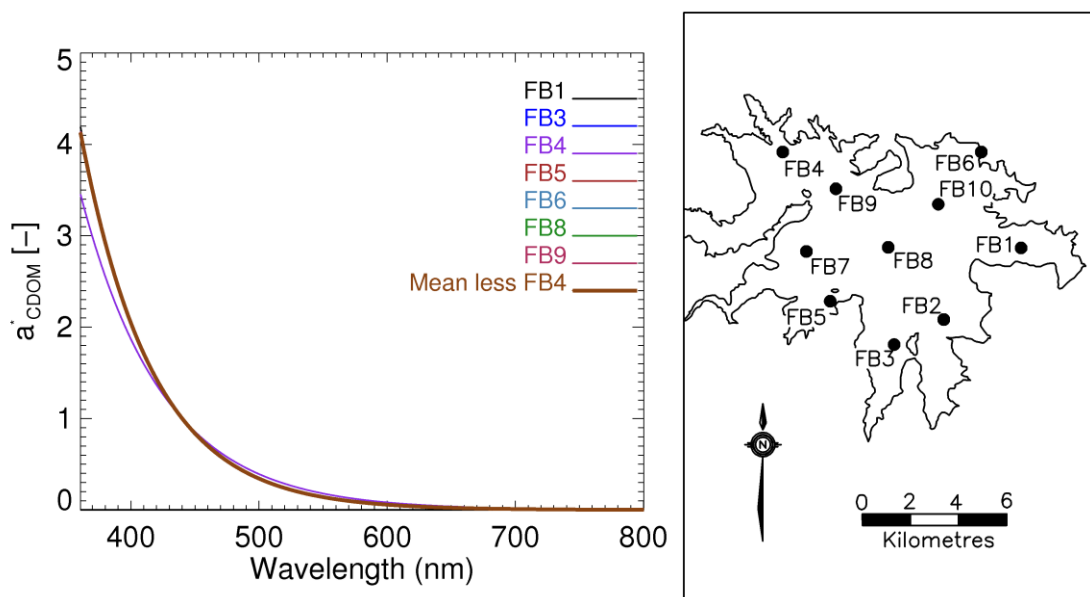 5
4
3
2
1
0
a*CDOM [–]
FB1
FB3
FB4
FB5
FB6
FB8
FB9
Mean less FB4
400 500 600 700 800
Wavelength (nm)
FB4
FB6
FB9
FB10
FB1
FB7
FB8
FB5
FB2
FB3
N
0 2 4 6
Kilometres